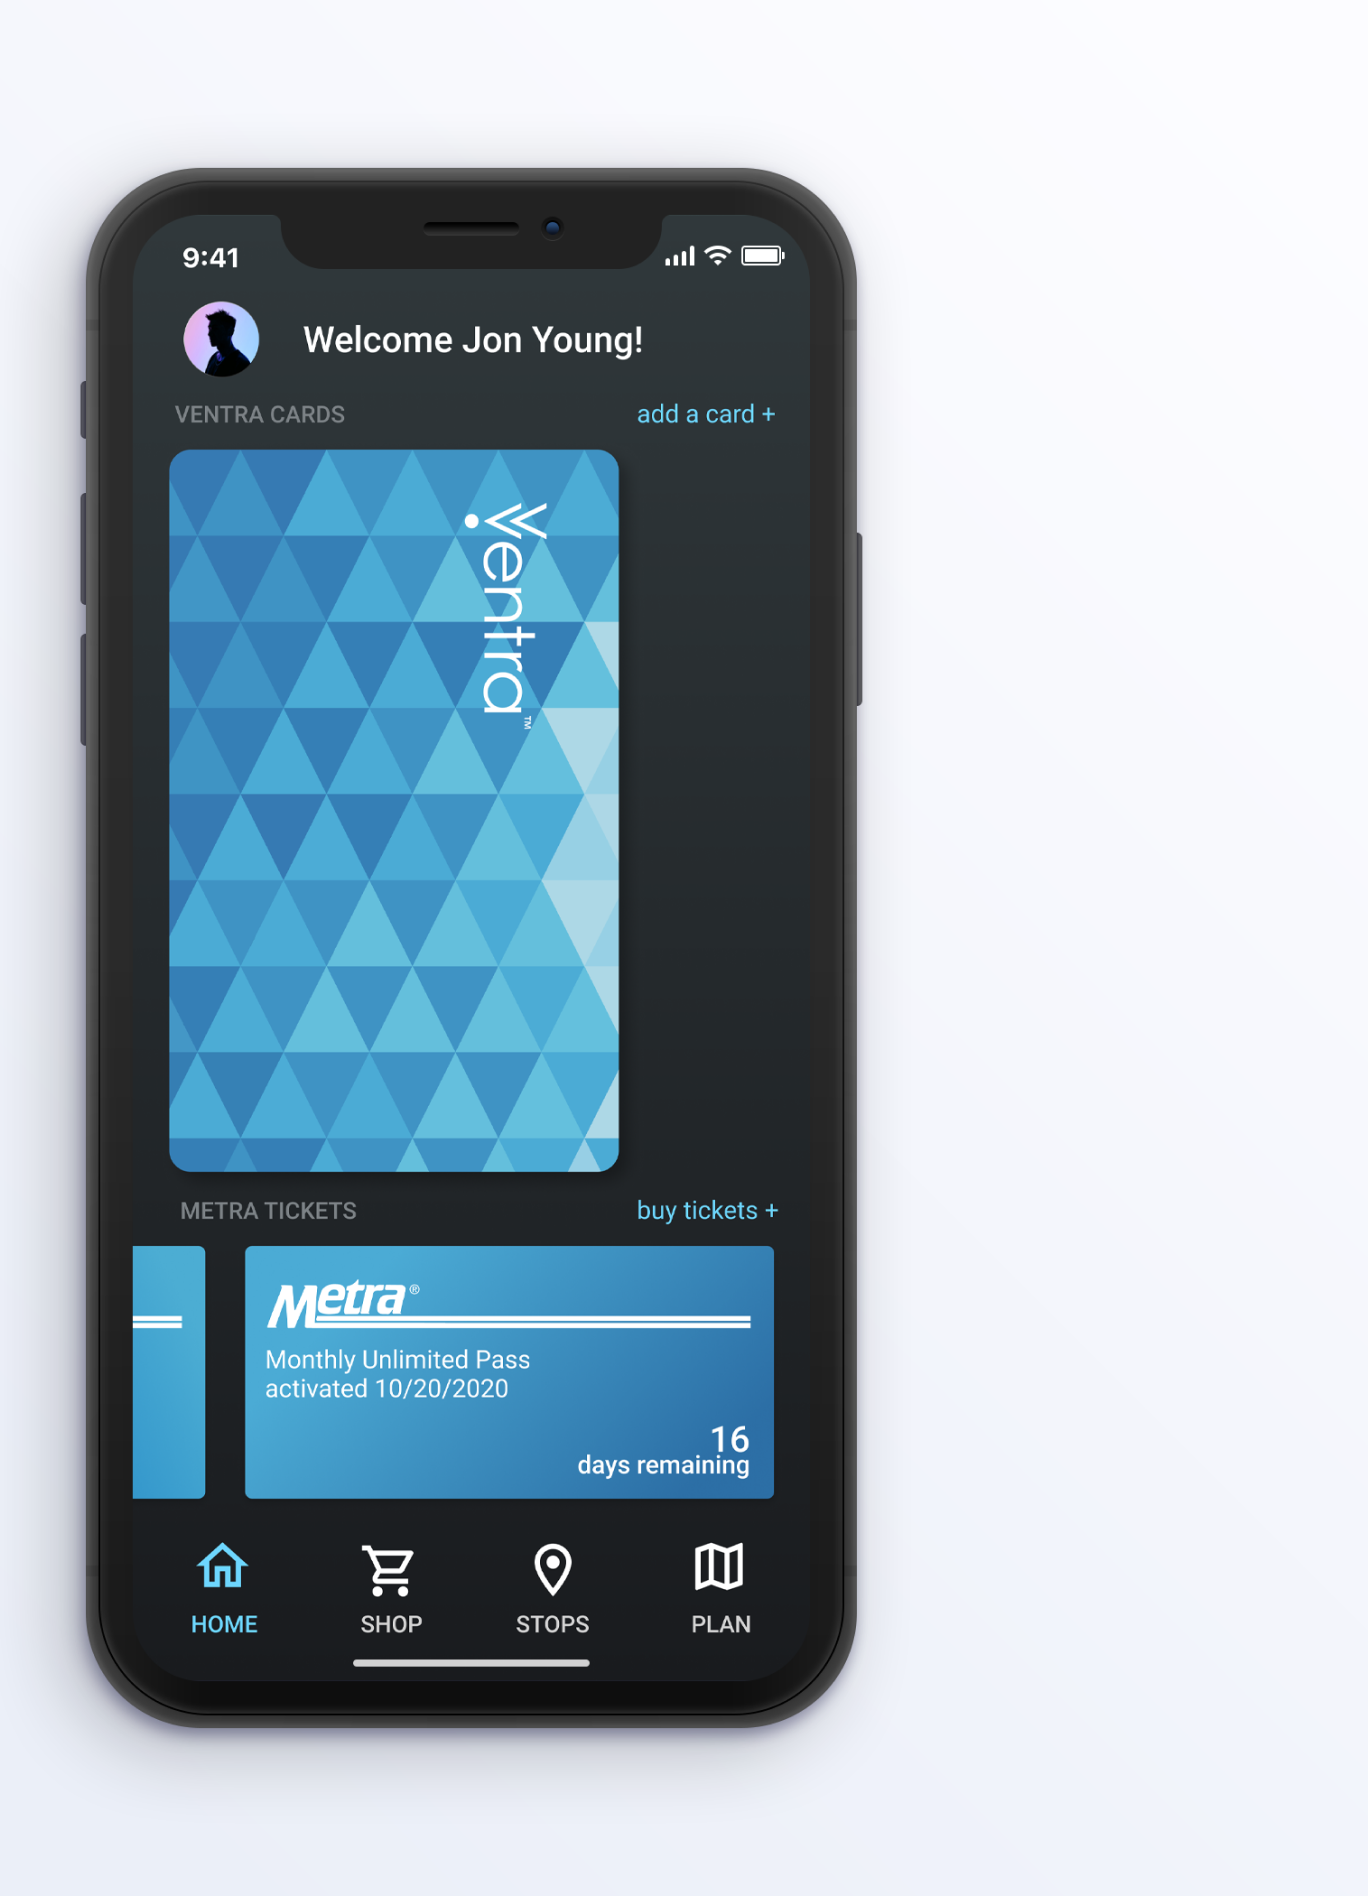 9:41
Welcome Jon Young!
VENTRA CARDS
add a card +
Ventra™
METRA TICKETS
buy tickets +
Metra®
Monthly Unlimited Pass
activated 10/20/2020
16
days remaining
HOME
SHOP
STOPS
PLAN